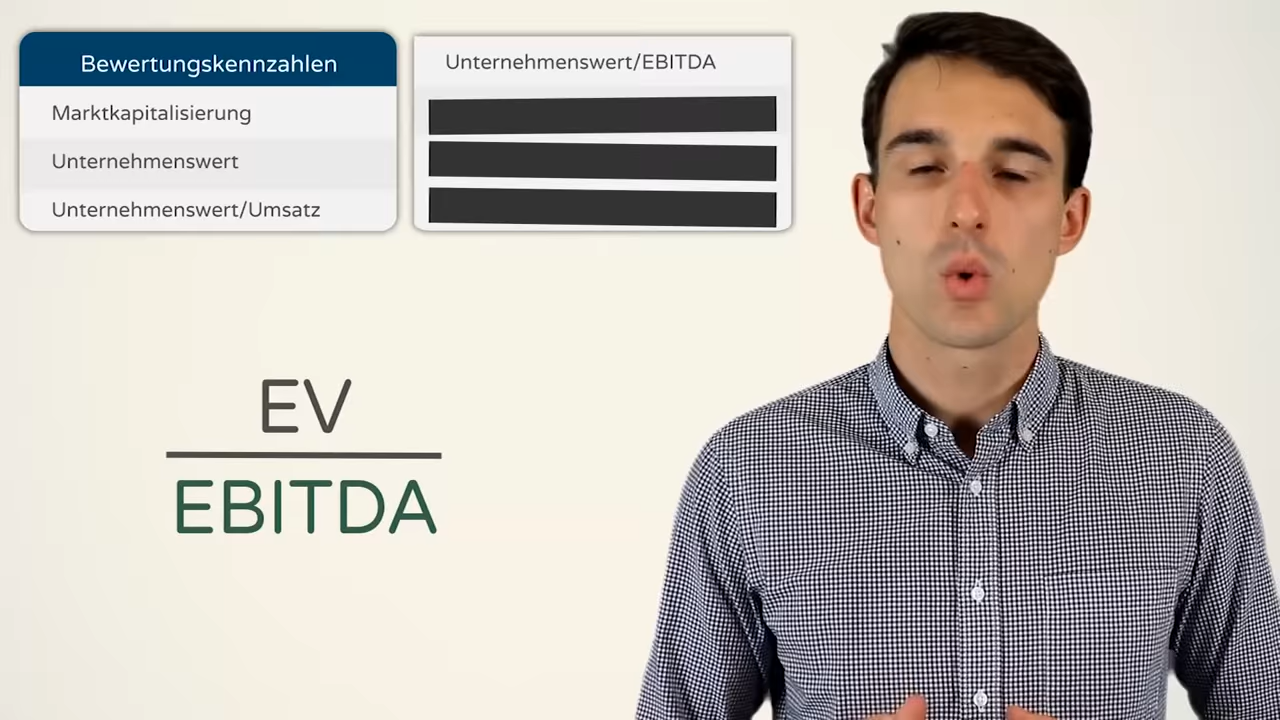 Bewertungskennzahlen
Marktkapitalisierung
Unternehmenswert
Unternehmenswert/Umsatz
Unternehmenswert/EBITDA
EV
EBITDA